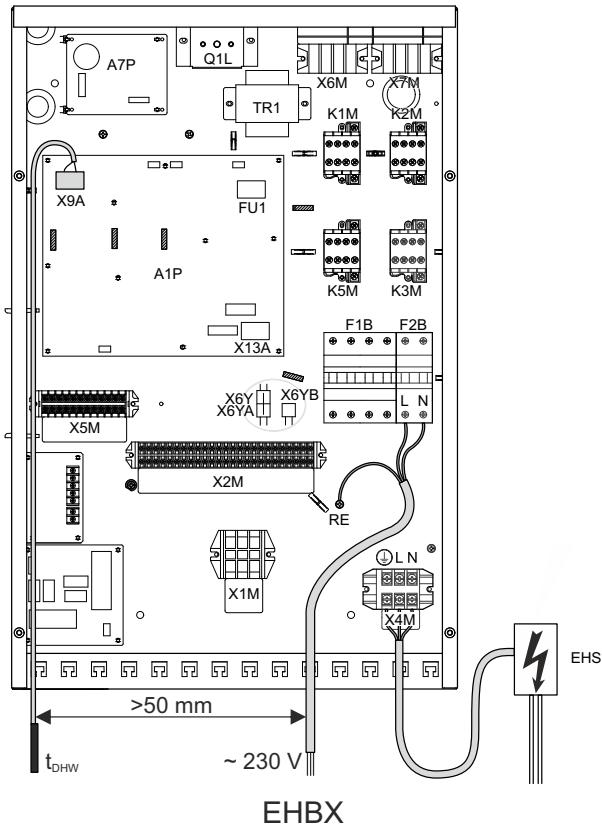 A7P
Q1L
X6M X7M
TR1
K1M K2M
X9A
FU1
A1P
K5M K3M
F1B F2B
X13A
X6Y
X6YA X6YB
L N
X5M
X2M
RE
L N
X1M
X4M
EHS
>50 mm
tDHW
~ 230 V
EHBX